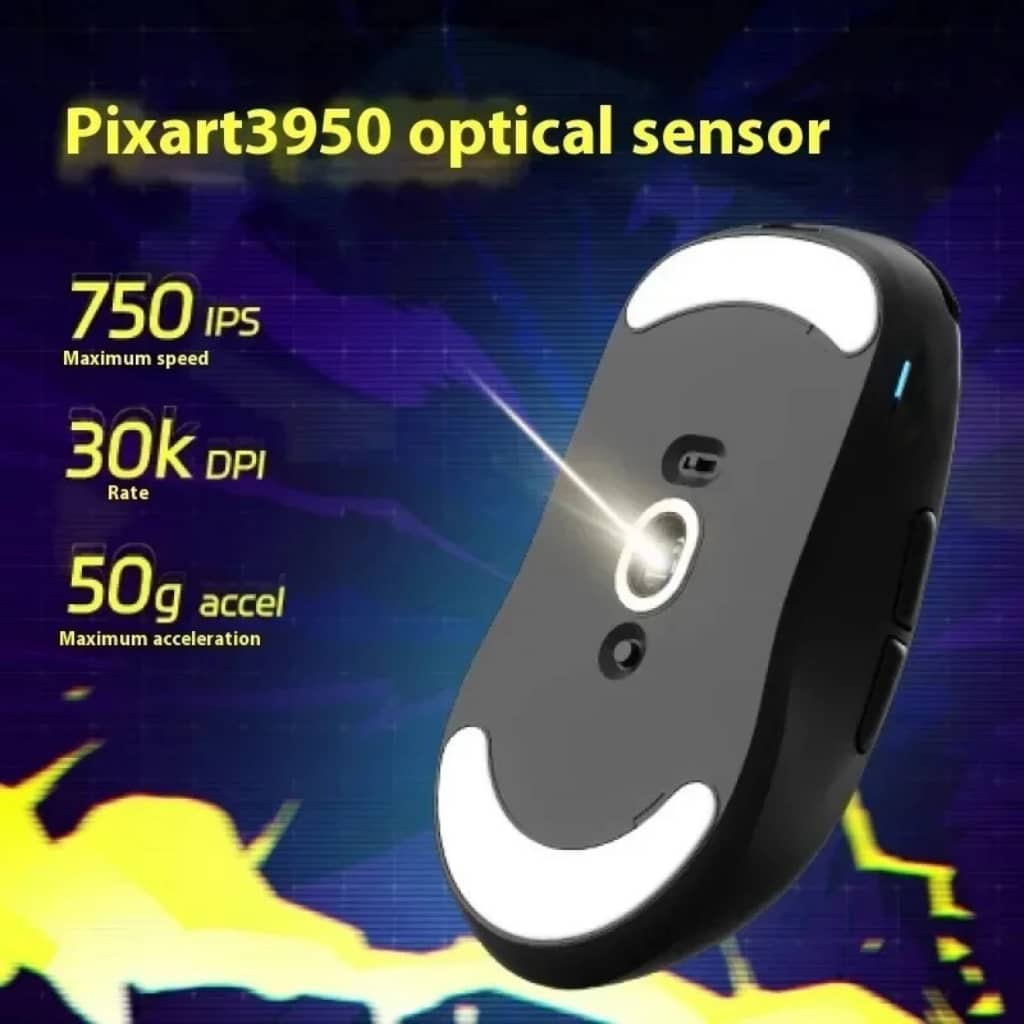 Pixart3950 optical sensor
750 IPS
Maximum speed
30k DPI
Rate
50g accel
Maximum acceleration